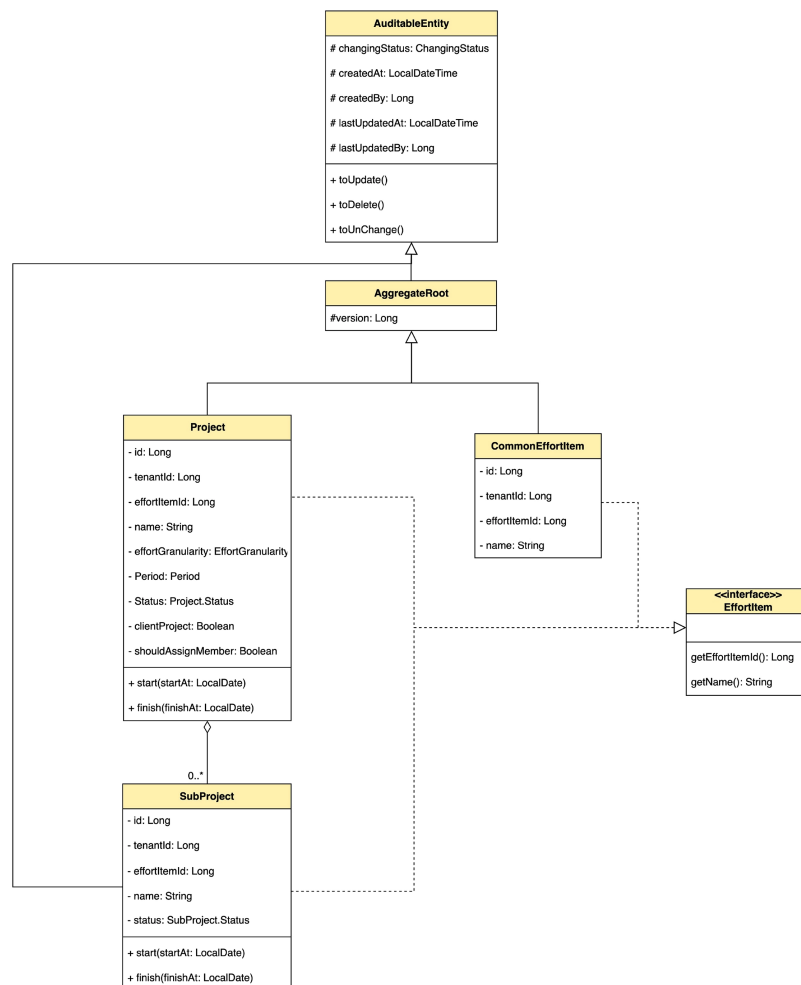 AuditableEntity
# changingStatus: ChangingStatus
# createdAt: LocalDateTime
# createdBy: Long
# lastUpdatedAt: LocalDateTime
# lastUpdatedBy: Long
+ toUpdate()
+ toDelete()
+ toUnChange()
AggregateRoot
#version: Long
Project
- id: Long
- tenantId: Long
- effortItemId: Long
- name: String
- effortGranularity: EffortGranularity
- Period: Period
- Status: Project.Status
- clientProject: Boolean
- shouldAssignMember: Boolean
+ start(startAt: LocalDate)
+ finish(finishAt: LocalDate)
CommonEffortItem
- id: Long
- tenantId: Long
- effortItemId: Long
- name: String
<<interface>>
EffortItem
getEffortItemId(): Long
getName(): String
0..*
SubProject
- id: Long
- tenantId: Long
- effortItemId: Long
- name: String
- status: SubProject.Status
+ start(startAt: LocalDate)
+ finish(finishAt: LocalDate)